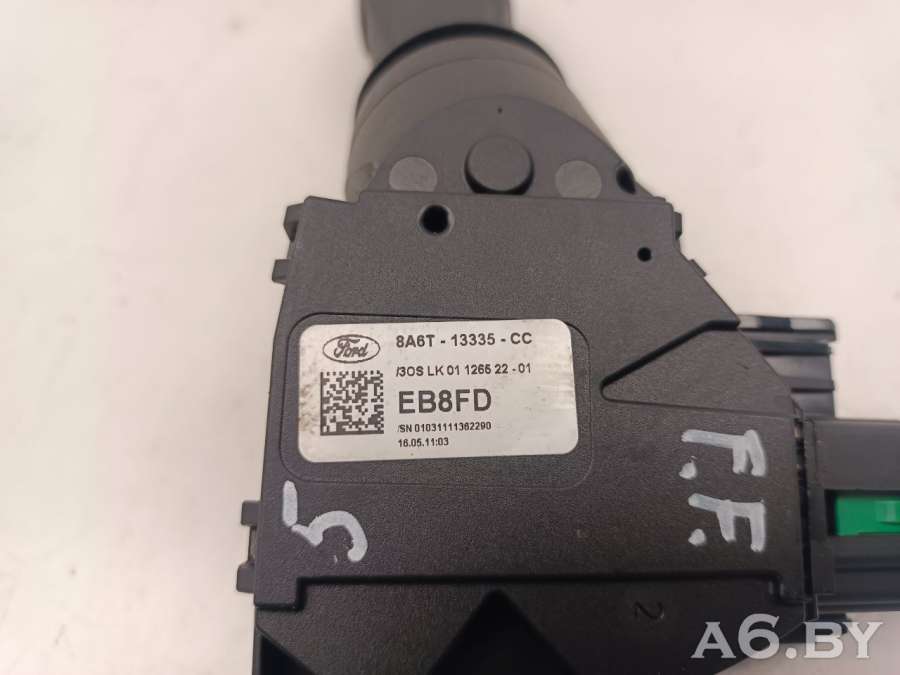 Ford
8A6T - 13335 - CC
/3OS LK 01 1266 22 - 01
EB8FD
/SN 01031111362290
16.05.11:03
5
F.F.
2
A6.BY